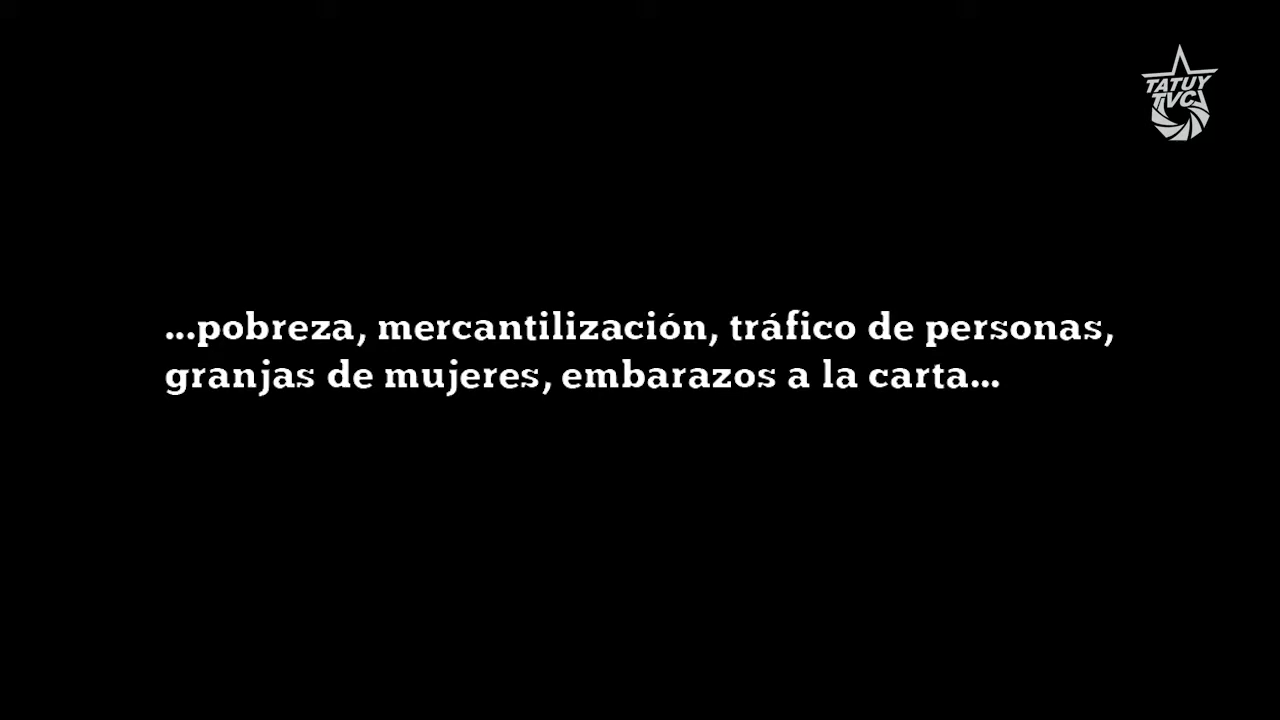 TATUY
TVC
...pobreza, mercantilización, tráfico de personas,
granjas de mujeres, embarazos a la carta...